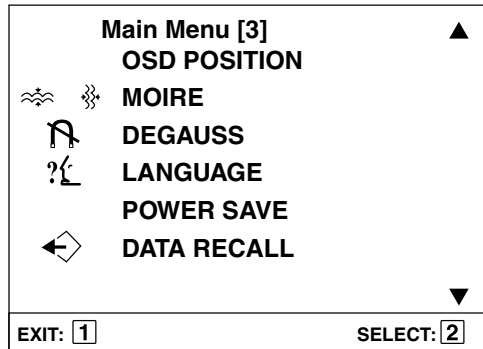 Main Menu [3]
OSD POSITION
MOIRE
DEGAUSS
? LANGUAGE
POWER SAVE
DATA RECALL
EXIT: 1 SELECT: 2